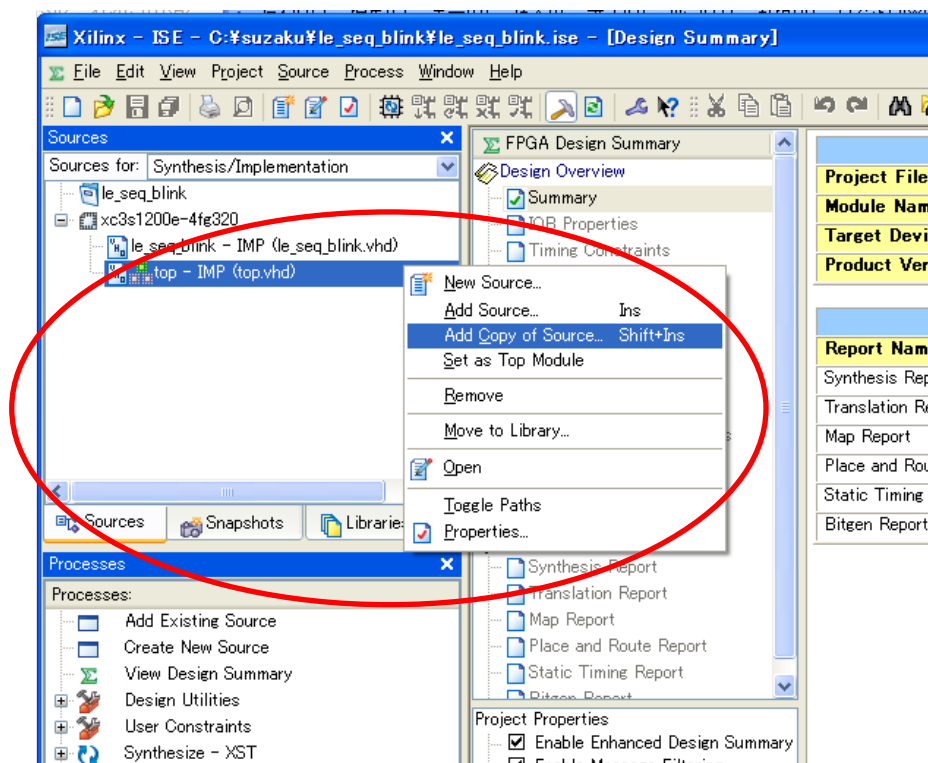 Xilinx - ISE - C:¥suzaku¥le_seq_blink¥le_seq_blink.ise - [Design Summary]
File Edit View Project Source Process Window Help
Sources
Sources for: Synthesis/Implementation
le_seq_blink
xc3s1200e-4fg320
le_seq_blink - IMP (le_seq_blink.vhd)
top - IMP (top.vhd)
Sources Snapshots
Processes
Processes:
Add Existing Source
Create New Source
View Design Summary
Design Utilities
User Constraints
Synthesize - XST
New Source...
Add Source... Ins
Add Copy of Source... Shift+Ins
Set as Top Module
Remove
Move to Library...
Open
Toggle Paths
Properties...
FPGA Design Summary
Design Overview
Summary
IOB Properties
Timing Constraints
Synthesis Report
Translation Report
Map Report
Place and Route Report
Static Timing Report
Bitgen Report
Project Properties
Enable Enhanced Design Summary
Enable Message Filtering
Project File
Module Nam
Target Devi
Product Ver
Report Nam
Synthesis Rep
Translation Re
Map Report
Place and Rou
Static Timing
Bitgen Report